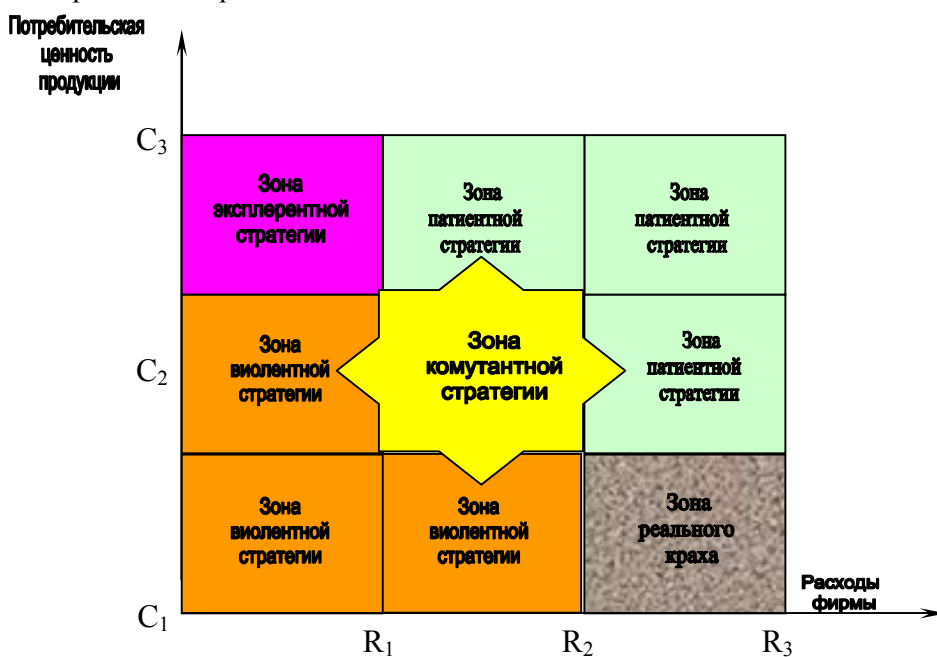 Потребительская
ценность
продукции
C3
Зона
эксплерентной
стратегии
Зона
патиентной
стратегии
Зона
патиентной
стратегии
C2
Зона
виолентной
стратегии
Зона
комутантной
стратегии
Зона
патиентной
стратегии
Зона
виолентной
стратегии
Зона
виолентной
стратегии
Зона
реального
краха
C1
R1
R2
R3
Расходы
фирмы